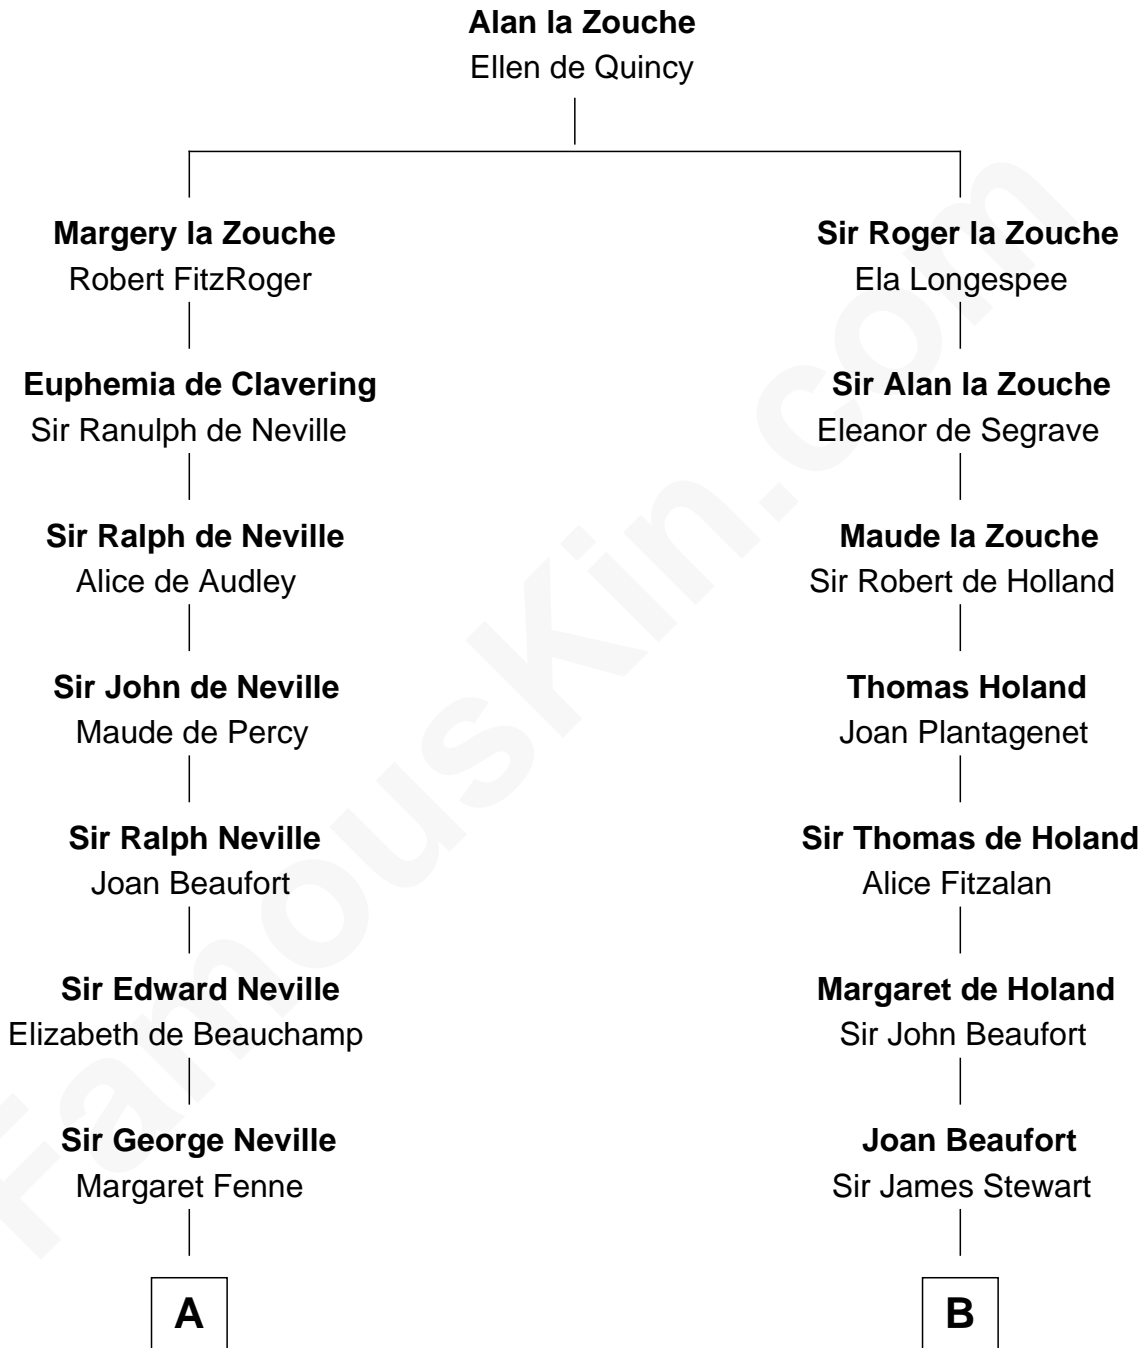 Alan la Zouche
Ellen de Quincy
Margery la Zouche
Robert FitzRoger
Euphemia de Clavering
Sir Ranulph de Neville
Sir Ralph de Neville
Alice de Audley
Sir John de Neville
Maude de Percy
Sir Ralph Neville
Joan Beaufort
Sir Edward Neville
Elizabeth de Beauchamp
Sir George Neville
Margaret Fenne
A
Sir Roger la Zouche
Ela Longespee
Sir Alan la Zouche
Eleanor de Segrave
Maude la Zouche
Sir Robert de Holland
Thomas Holand
Joan Plantagenet
Sir Thomas de Holand
Alice Fitzalan
Margaret de Holand
Sir John Beaufort
Joan Beaufort
Sir James Stewart
B
FamousKin.com